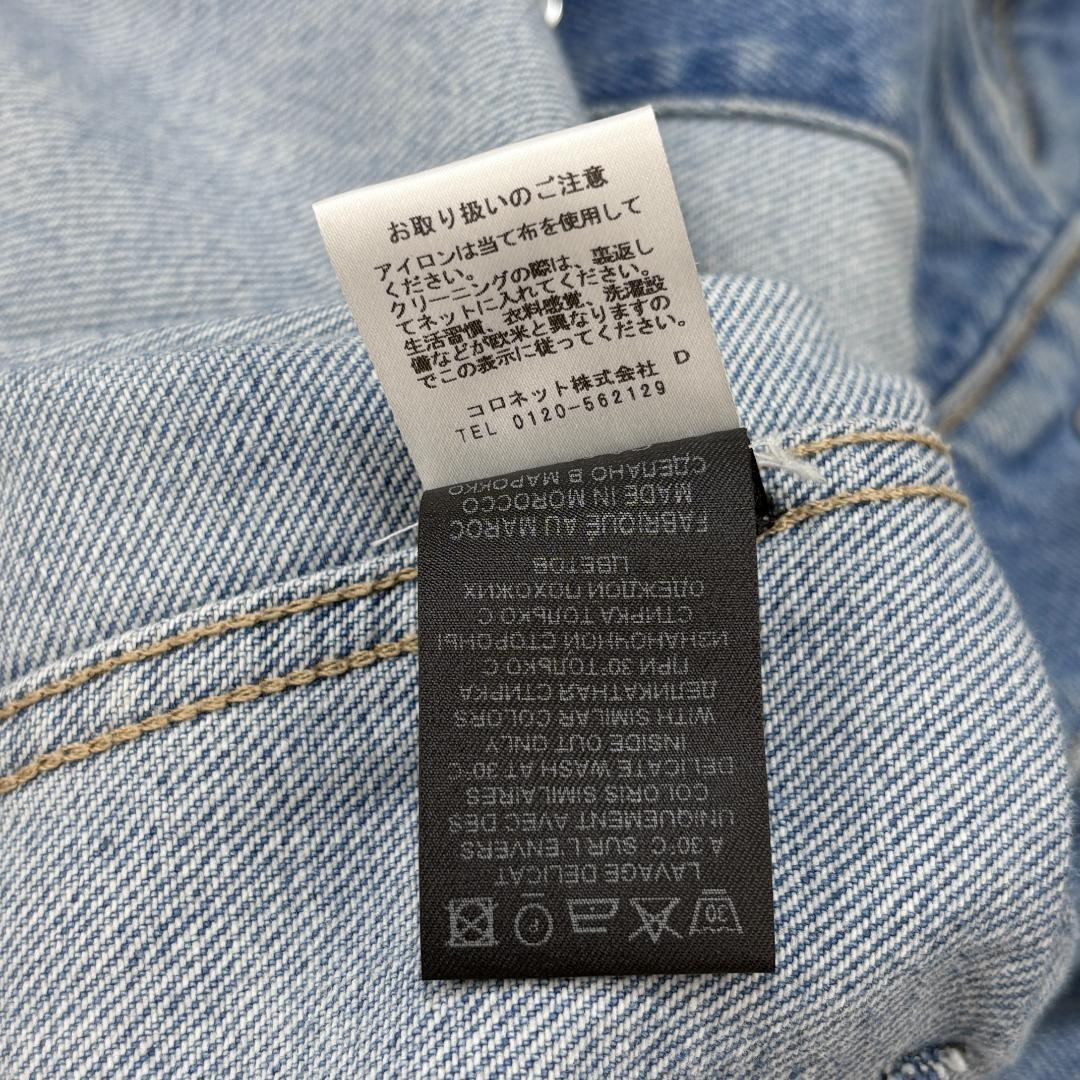 お取り扱いのご注意
アイロンは当て布を使用して
ください。
クリーニングの際は、裏返し
てネットに入れてください。
生活習慣、衣料感覚、洗濯設
備などが欧米と異なりますの
でこの表示に従ってください。
コロネット株式会社 D
TEL 0120-562129
30
P
LAVAGE DELICAT
A 30°C SUR L ENVERS
UNIQUEMENT AVEC DES
COLORIS SIMILAIRES
DELICATE WASH AT 30°C
INSIDE OUT ONLY
WITH SIMILAR COLORS
ДЕЛИКАТНАЯ СТИРКА
ПРИ 30 ТОЛЬКО С
ИЗНАНОЧНОЙ СТОРОНЫ
СТИРКА ТОЛЬКО С
ОДЕЖДОЙ ПОХОЖИХ
ЦВЕТОВ
FABRIQUÉ AU MAROC
MADE IN MOROCCO
СДЕЛАНО В МАРОККО